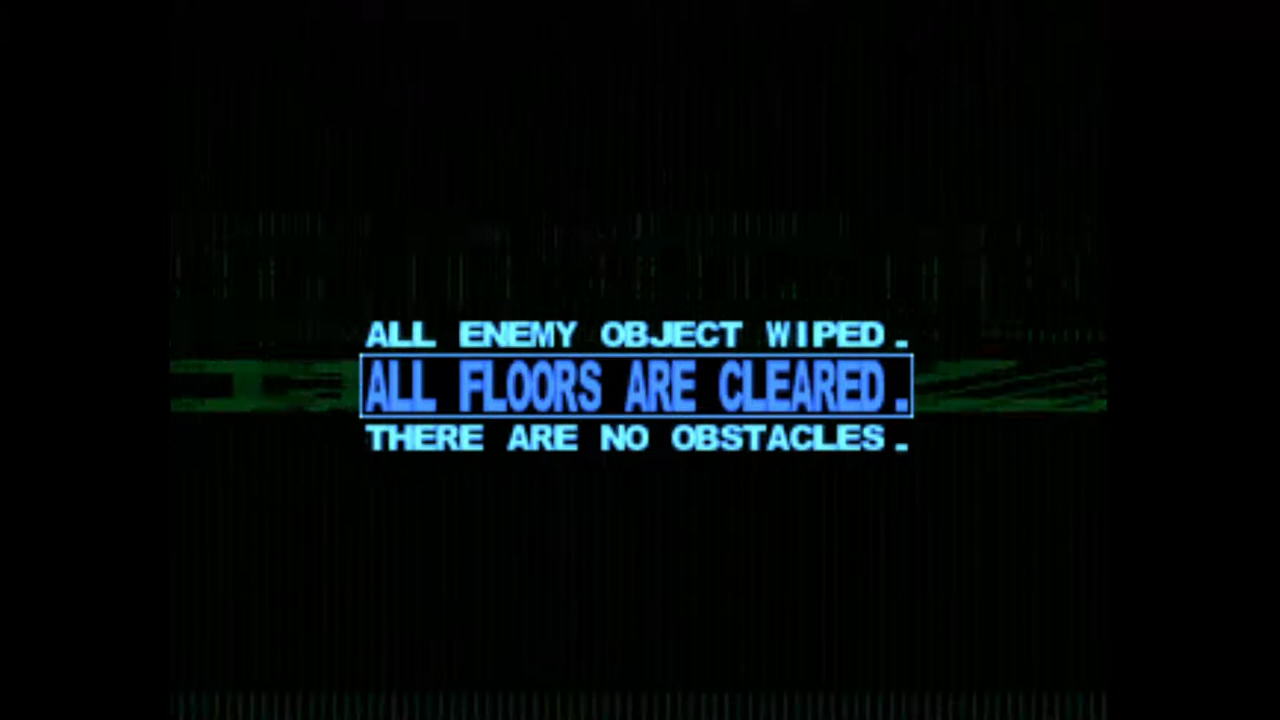 ALL ENEMY OBJECT WIPED.
ALL FLOORS ARE CLEARED.
THERE ARE NO OBSTACLES.